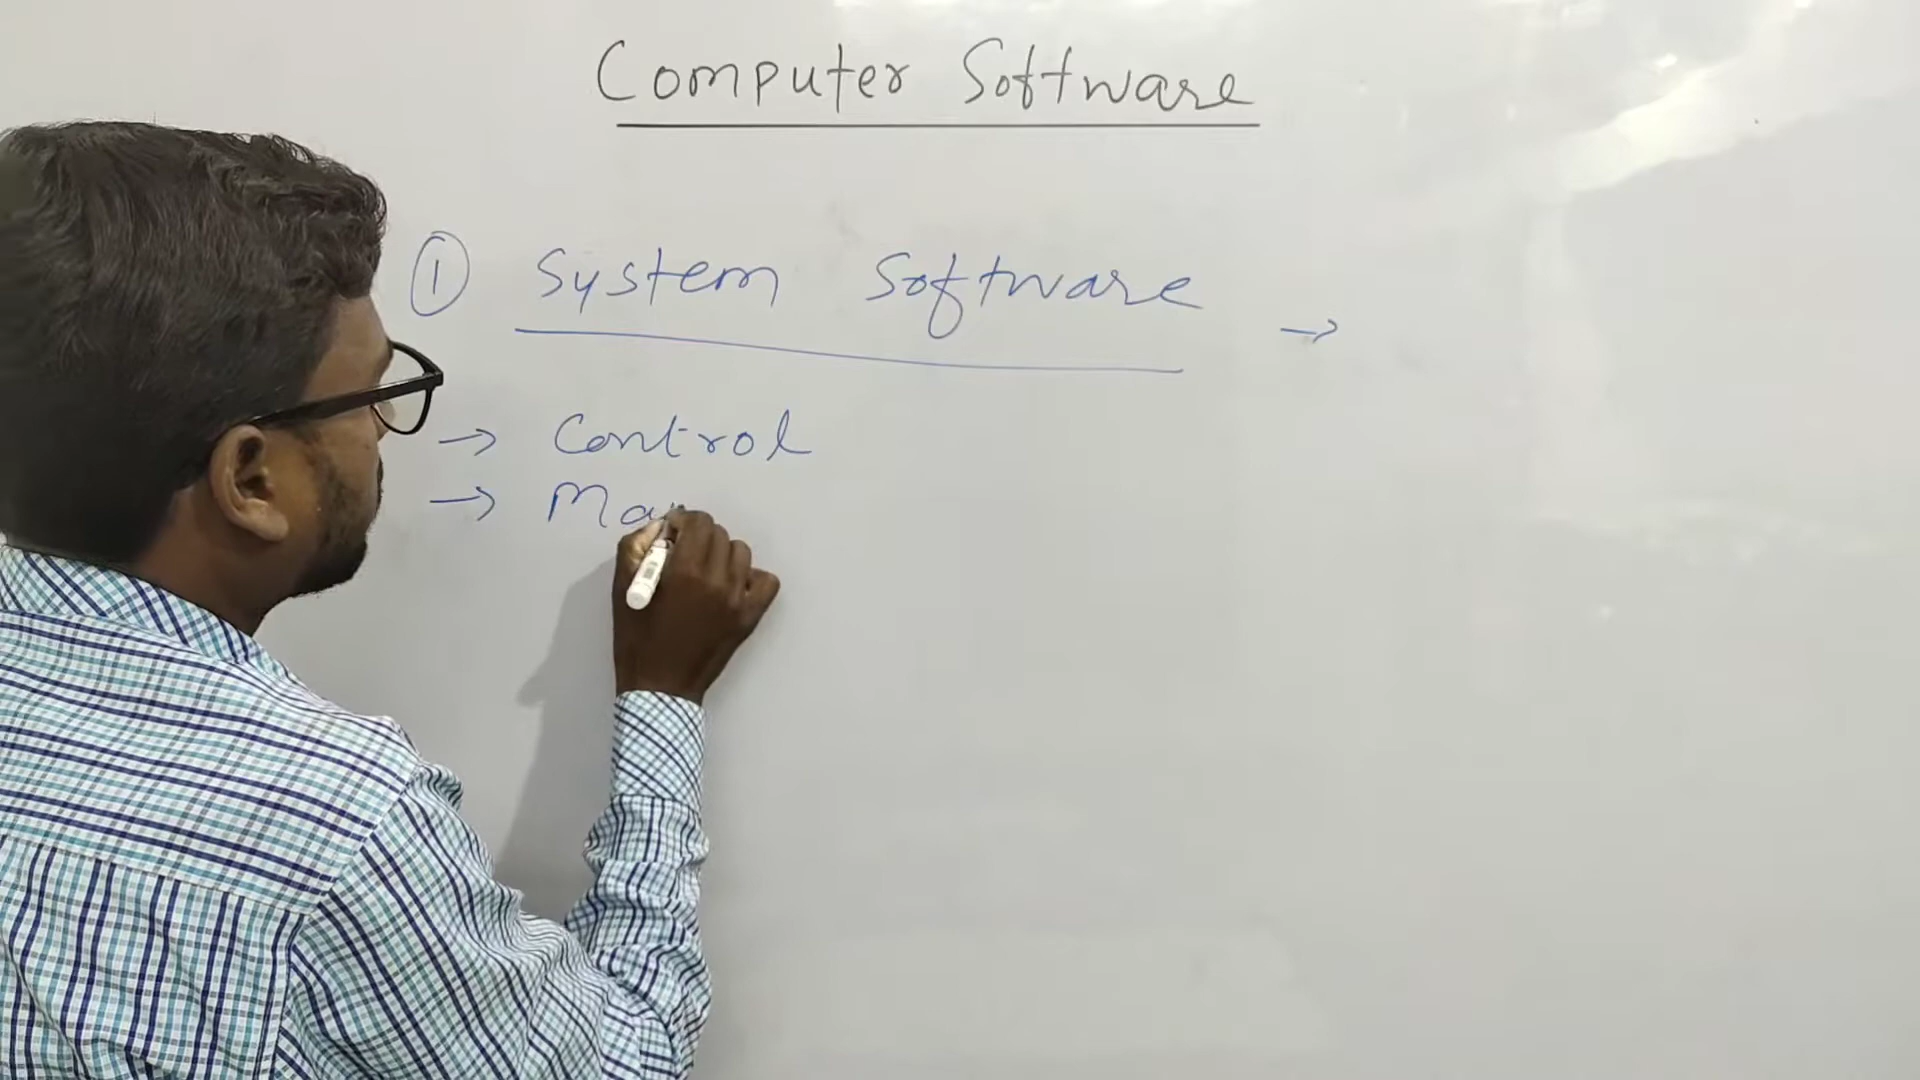 Computer Software
① System Software →
→ Control
→ Ma